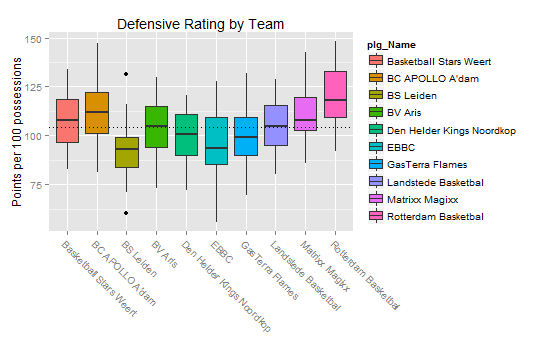 Defensive Rating by Team
Points per 100 possessions
150
125
100
75
Basketball Stars Weert
BC APOLLO A'dam
BS Leiden
BV Aris
Den Helder Kings Noordkop
EBBC
GasTerra Flames
Landstede Basketbal
Matrixx Magixx
Rotterdam Basketbal
plg_Name
Basketball Stars Weert
BC APOLLO A'dam
BS Leiden
BV Aris
Den Helder Kings Noordkop
EBBC
GasTerra Flames
Landstede Basketbal
Matrixx Magixx
Rotterdam Basketbal